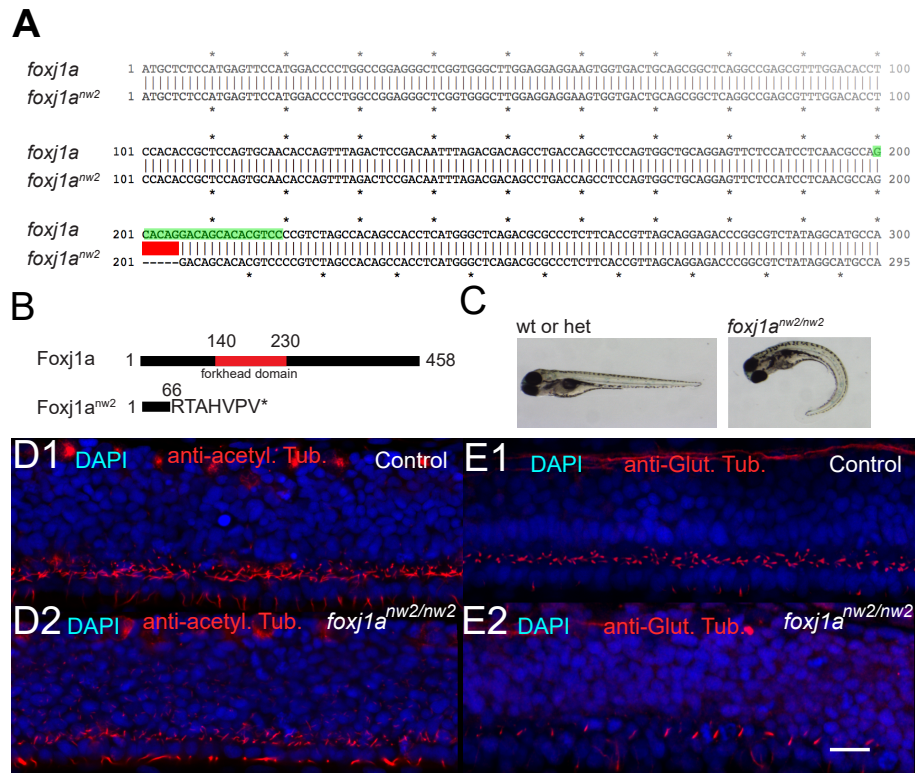 A
* * * * * * * * * *
foxj1a 1 ATGCTCTCCATGAGTTCCATGGACCCCTGGCCGGAGGGCTCGGTGGGCTTGGAGGAGGAAGTGGTGACTGCAGCGGCTCAGGCCGAGCGTTTGGACACCT 100
foxj1a^nw2 1 ATGCTCTCCATGAGTTCCATGGACCCCTGGCCGGAGGGCTCGGTGGGCTTGGAGGAGGAAGTGGTGACTGCAGCGGCTCAGGCCGAGCGTTTGGACACCT 100
* * * * * * * * * *
* * * * * * * * * *
foxj1a 101 CCACACCGCTCCAGTGCAACACCAGTTTAGACTCCGACAATTTAGACGACAGCCTGACCAGCCTCCAGTGGCTGCAGGAGTTCTCCATCCTCAACGCCAG 200
foxj1a^nw2 101 CCACACCGCTCCAGTGCAACACCAGTTTAGACTCCGACAATTTAGACGACAGCCTGACCAGCCTCCAGTGGCTGCAGGAGTTCTCCATCCTCAACGCCAG 200
* * * * * * * * * *
* * * * * * * * * *
foxj1a 201 CACAGGACAGCACACGTCCCCGTCTAGCCACAGCCACCTCATGGGCTCAGACGCGCCCTCTTCACCGTTAGCAGGAGACCCGGCGTCTATAGGCATGCCA 300
foxj1a^nw2 201 -----GACAGCACACGTCCCCGTCTAGCCACAGCCACCTCATGGGCTCAGACGCGCCCTCTTCACCGTTAGCAGGAGACCCGGCGTCTATAGGCATGCCA 295
* * * * * * * * *
B
140 230
Foxj1a 1 458
forkhead domain
66
Foxj1a^nw2 1 RTAHVPV*
C
wt or het foxj1a^nw2/nw2
D1 DAPI anti-acetyl. Tub. Control
E1 DAPI anti-Glut. Tub. Control
D2 DAPI anti-acetyl. Tub. foxj1a^nw2/nw2
E2 DAPI anti-Glut. Tub. foxj1a^nw2/nw2